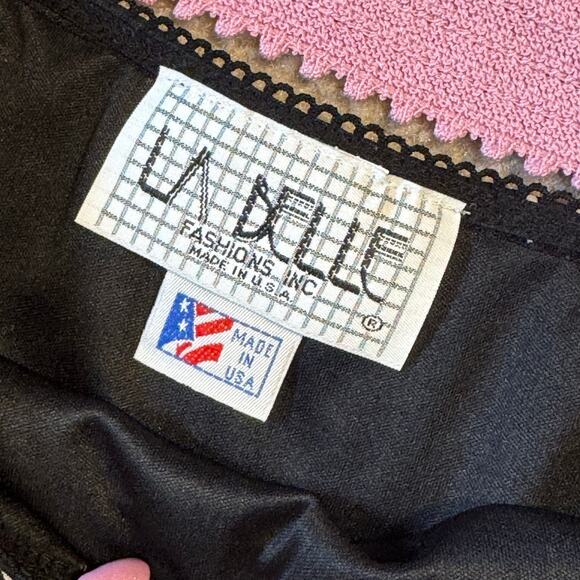 LA BELLE
FASHIONS, INC.
MADE IN U.S.A.
®
MADE
IN
USA